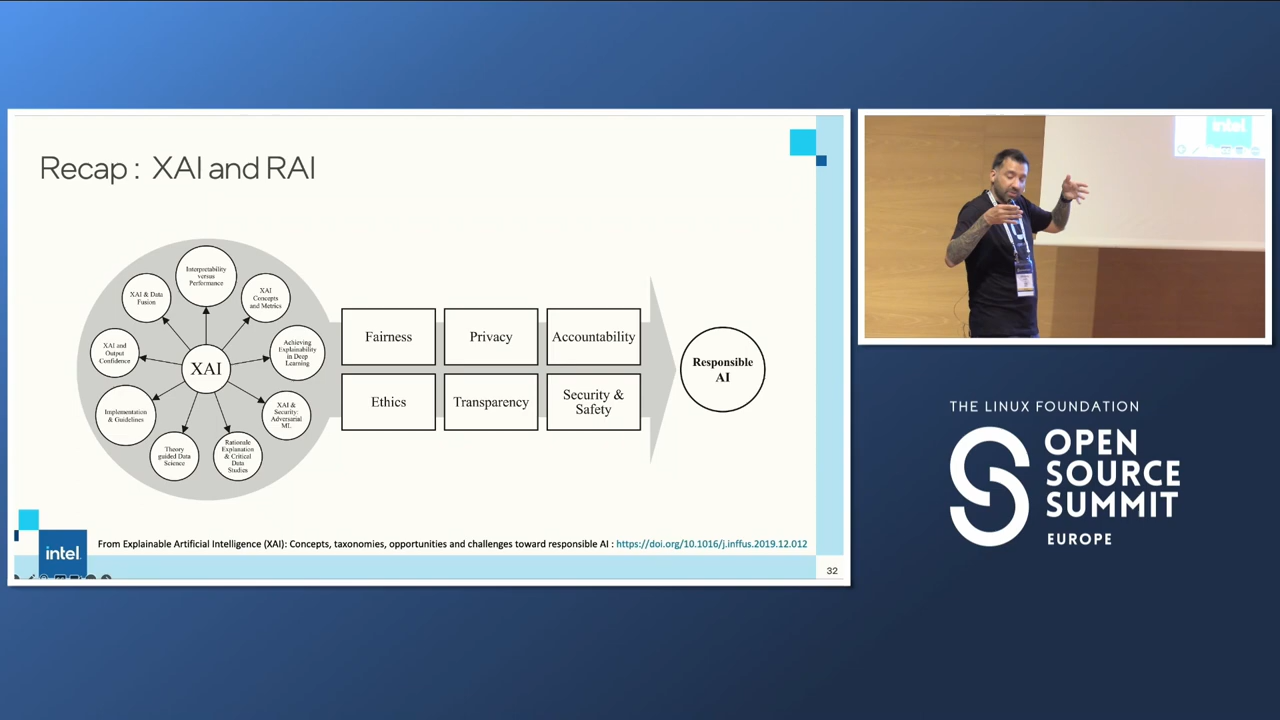 Recap : XAI and RAI
Interpretability
versus
Performance
XAI & Data
Fusion
XAI
Concepts
and Metrics
XAI and
Output
Confidence
Achieving
Explainability
in Deep
Learning
XAI
Implementation
& Guidelines
XAI &
Security:
Adversarial
ML
Theory
guided Data
Science
Rationale
Explanation
& Critical
Data
Studies
Fairness
Privacy
Accountability
Ethics
Transparency
Security &
Safety
Responsible
AI
intel.
From Explainable Artificial Intelligence (XAI): Concepts, taxonomies, opportunities and challenges toward responsible AI : https://doi.org/10.1016/j.inffus.2019.12.012
32
intel
THE LINUX FOUNDATION
OPEN
SOURCE
SUMMIT
EUROPE